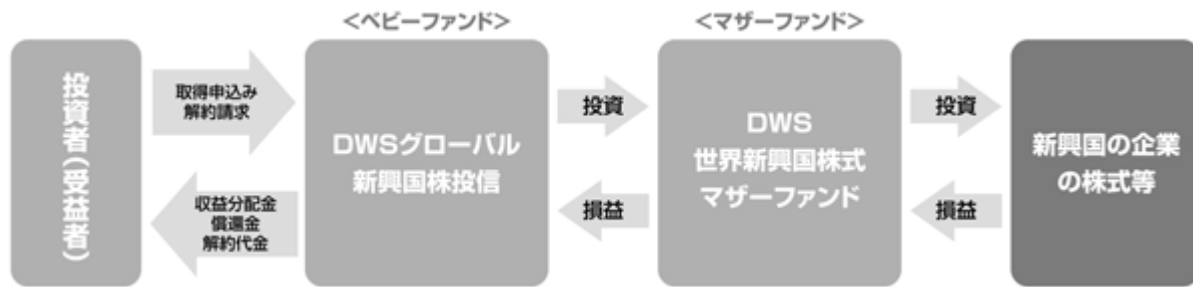 <ベビーファンド>
<マザーファンド>
投資者(受益者)
取得申込み
解約請求
収益分配金
償還金
解約代金
DWSグローバル
新興国株投信
投資
損益
DWS
世界新興国株式
マザーファンド
投資
損益
新興国の企業
の株式等